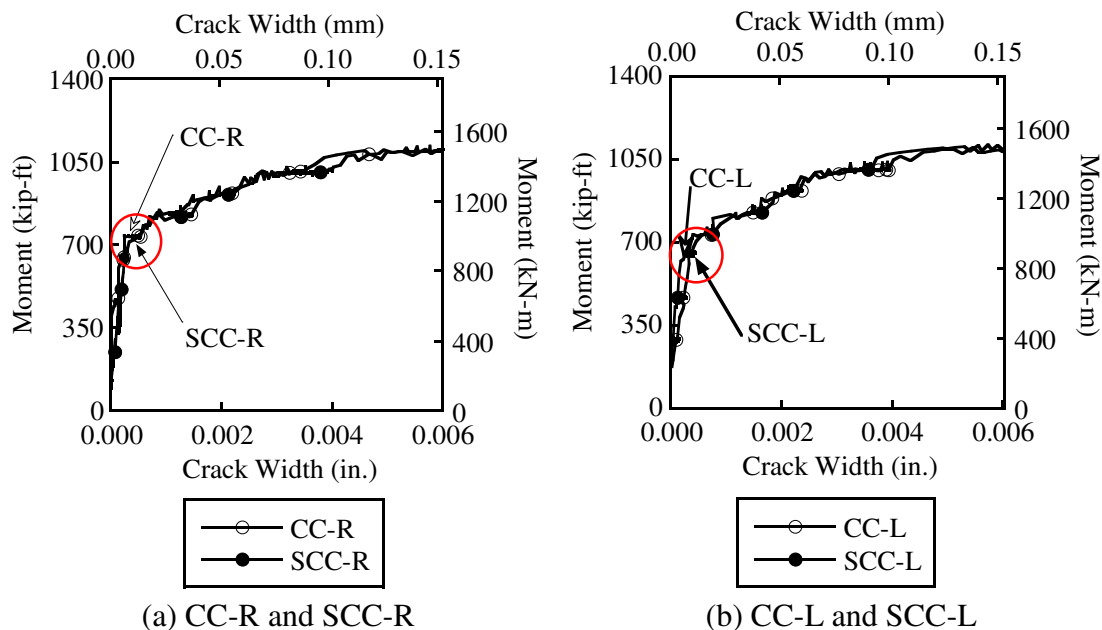 Crack Width (mm)
0.00 0.05 0.10 0.15
1400
1050
700
350
0
Moment (kip-ft)
CC-R
SCC-R
1600
1200
800
400
0
Moment (kN-m)
0.000 0.002 0.004 0.006
Crack Width (in.)
CC-R
SCC-R
(a) CC-R and SCC-R
Crack Width (mm)
0.00 0.05 0.10 0.15
1400
1050
700
350
0
Moment (kip-ft)
CC-L
SCC-L
1600
1200
800
400
0
Moment (kN-m)
0.000 0.002 0.004 0.006
Crack Width (in.)
CC-L
SCC-L
(b) CC-L and SCC-L